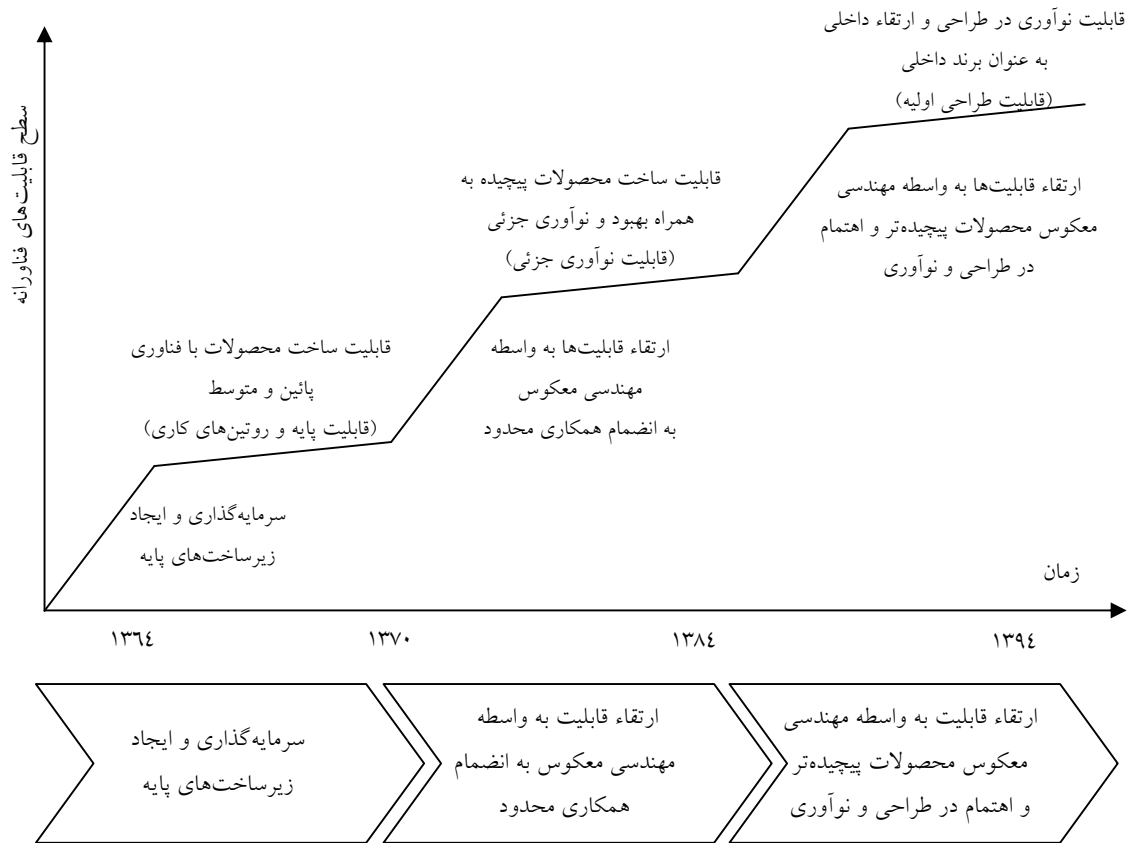 قابلیت نوآوری در طراحی و ارتقاء داخلی
به عنوان برند داخلی
(قابلیت طراحی اولیه)
سطح قابلیت‌های فناورانه
قابلیت ساخت محصولات پیچیده به
همراه بهبود و نوآوری جزئی
(قابلیت نوآوری جزئی)
ارتقاء قابلیت‌ها به واسطه مهندسی
معکوس محصولات پیچیده‌تر و اهتمام
در طراحی و نوآوری
قابلیت ساخت محصولات با فناوری
پائین و متوسط
(قابلیت پایه و روتین‌های کاری)
ارتقاء قابلیت‌ها به واسطه
مهندسی معکوس
به انضمام همکاری محدود
سرمایه‌گذاری و ایجاد
زیرساخت‌های پایه
زمان
١٣٦٤
١٣٧٠
١٣٨٤
١٣٩٤
سرمایه‌گذاری و ایجاد
زیرساخت‌های پایه
ارتقاء قابلیت به واسطه
مهندسی معکوس به انضمام
همکاری محدود
ارتقاء قابلیت به واسطه مهندسی
معکوس محصولات پیچیده‌تر
و اهتمام در طراحی و نوآوری